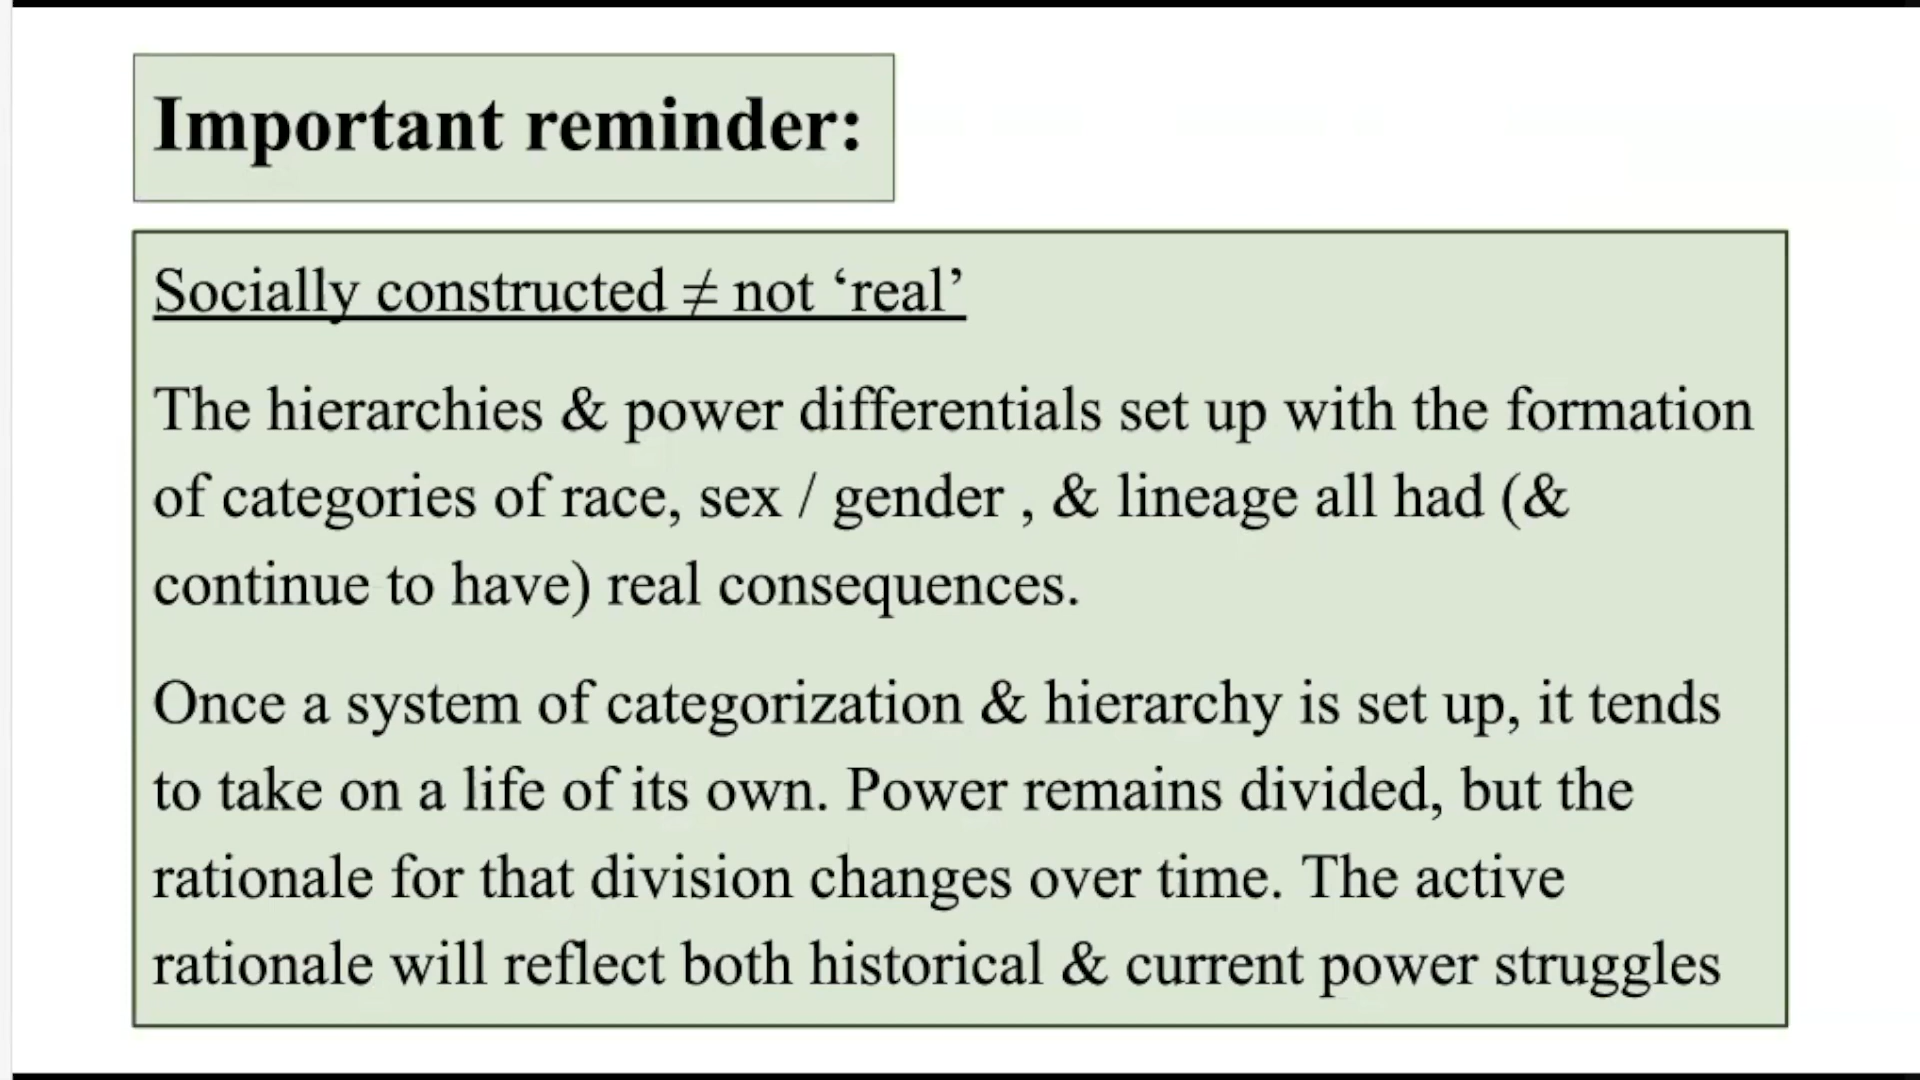 Important reminder:
Socially constructed ≠ not ‘real’
The hierarchies & power differentials set up with the formation
of categories of race, sex / gender , & lineage all had (&
continue to have) real consequences.
Once a system of categorization & hierarchy is set up, it tends
to take on a life of its own. Power remains divided, but the
rationale for that division changes over time. The active
rationale will reflect both historical & current power struggles